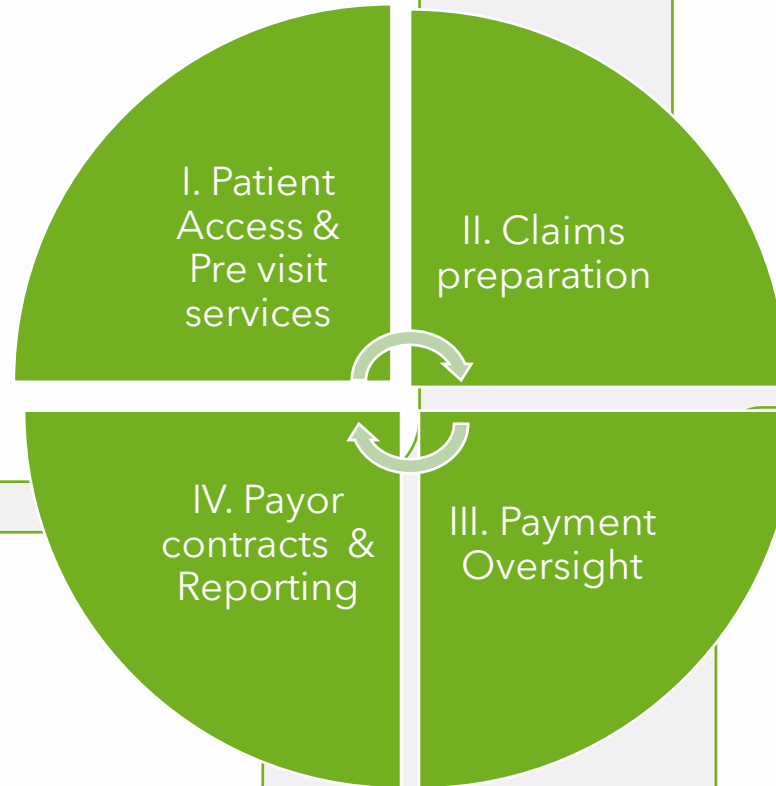 I. Patient
Access &
Pre visit
services
II. Claims
preparation
III. Payment
Oversight
IV. Payor
contracts &
Reporting